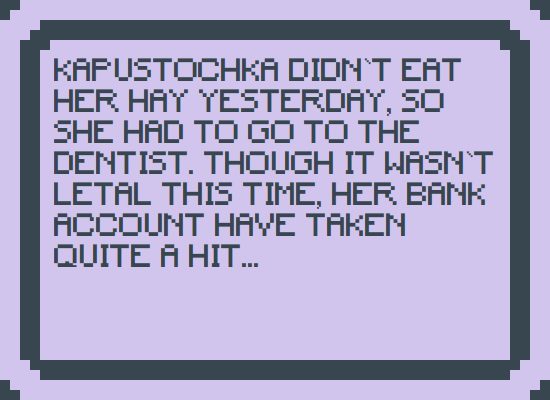 KAPUSTOCHKA DIDN`T EAT
HER HAY YESTERDAY, SO
SHE HAD TO GO TO THE
DENTIST. THOUGH IT WASN`T
LETAL THIS TIME, HER BANK
ACCOUNT HAVE TAKEN
QUITE A HIT...